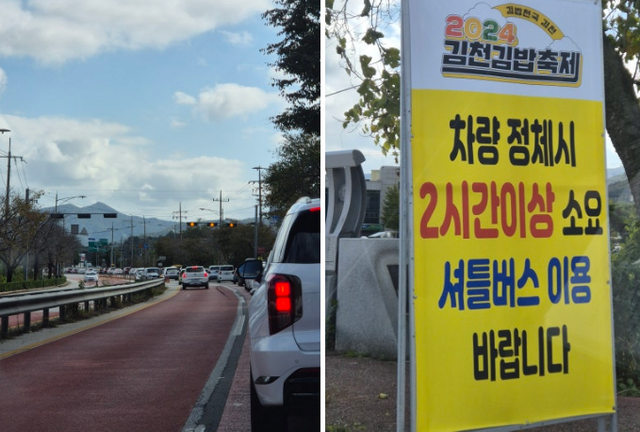 김밥천국 김천
2024
김천김밥축제
차량 정체시
2시간이상 소요
셔틀버스 이용
바랍니다